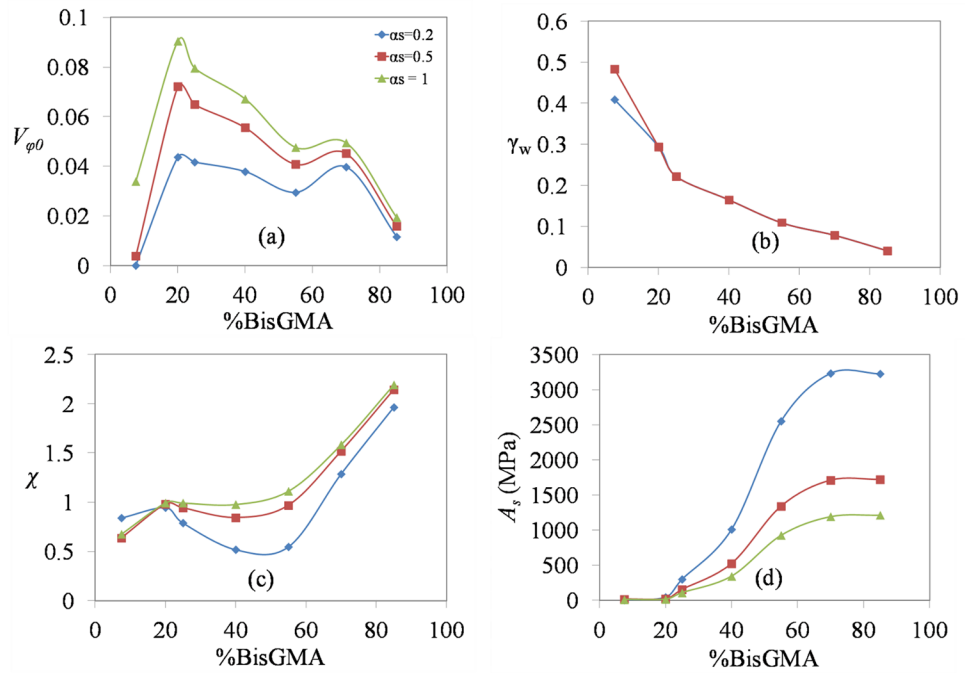 0.1
0.08
0.06
0.04
0.02
0
Vφ0
αs=0.2
αs=0.5
αs = 1
(a)
0 20 40 60 80 100
%BisGMA
0.6
0.5
0.4
0.3
0.2
0.1
0
γw
(b)
0 20 40 60 80 100
%BisGMA
2.5
2
1.5
1
0.5
0
χ
(c)
0 20 40 60 80 100
%BisGMA
3500
3000
2500
2000
1500
1000
500
0
As (MPa)
(d)
0 20 40 60 80 100
%BisGMA